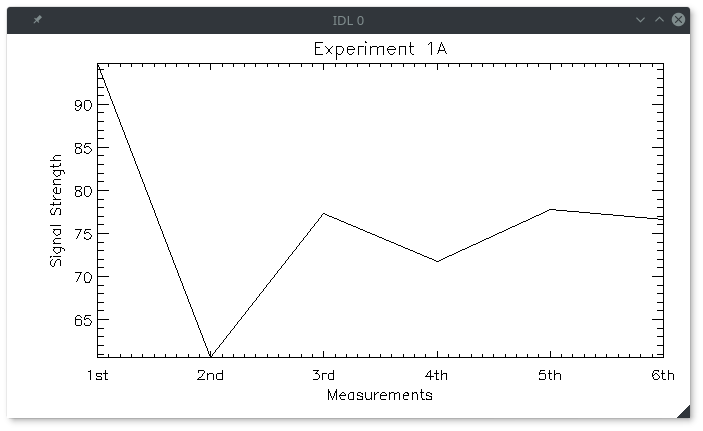 IDL 0
Experiment 1A
90
85
80
75
70
65
Signal Strength
1st 2nd 3rd 4th 5th 6th
Measurements